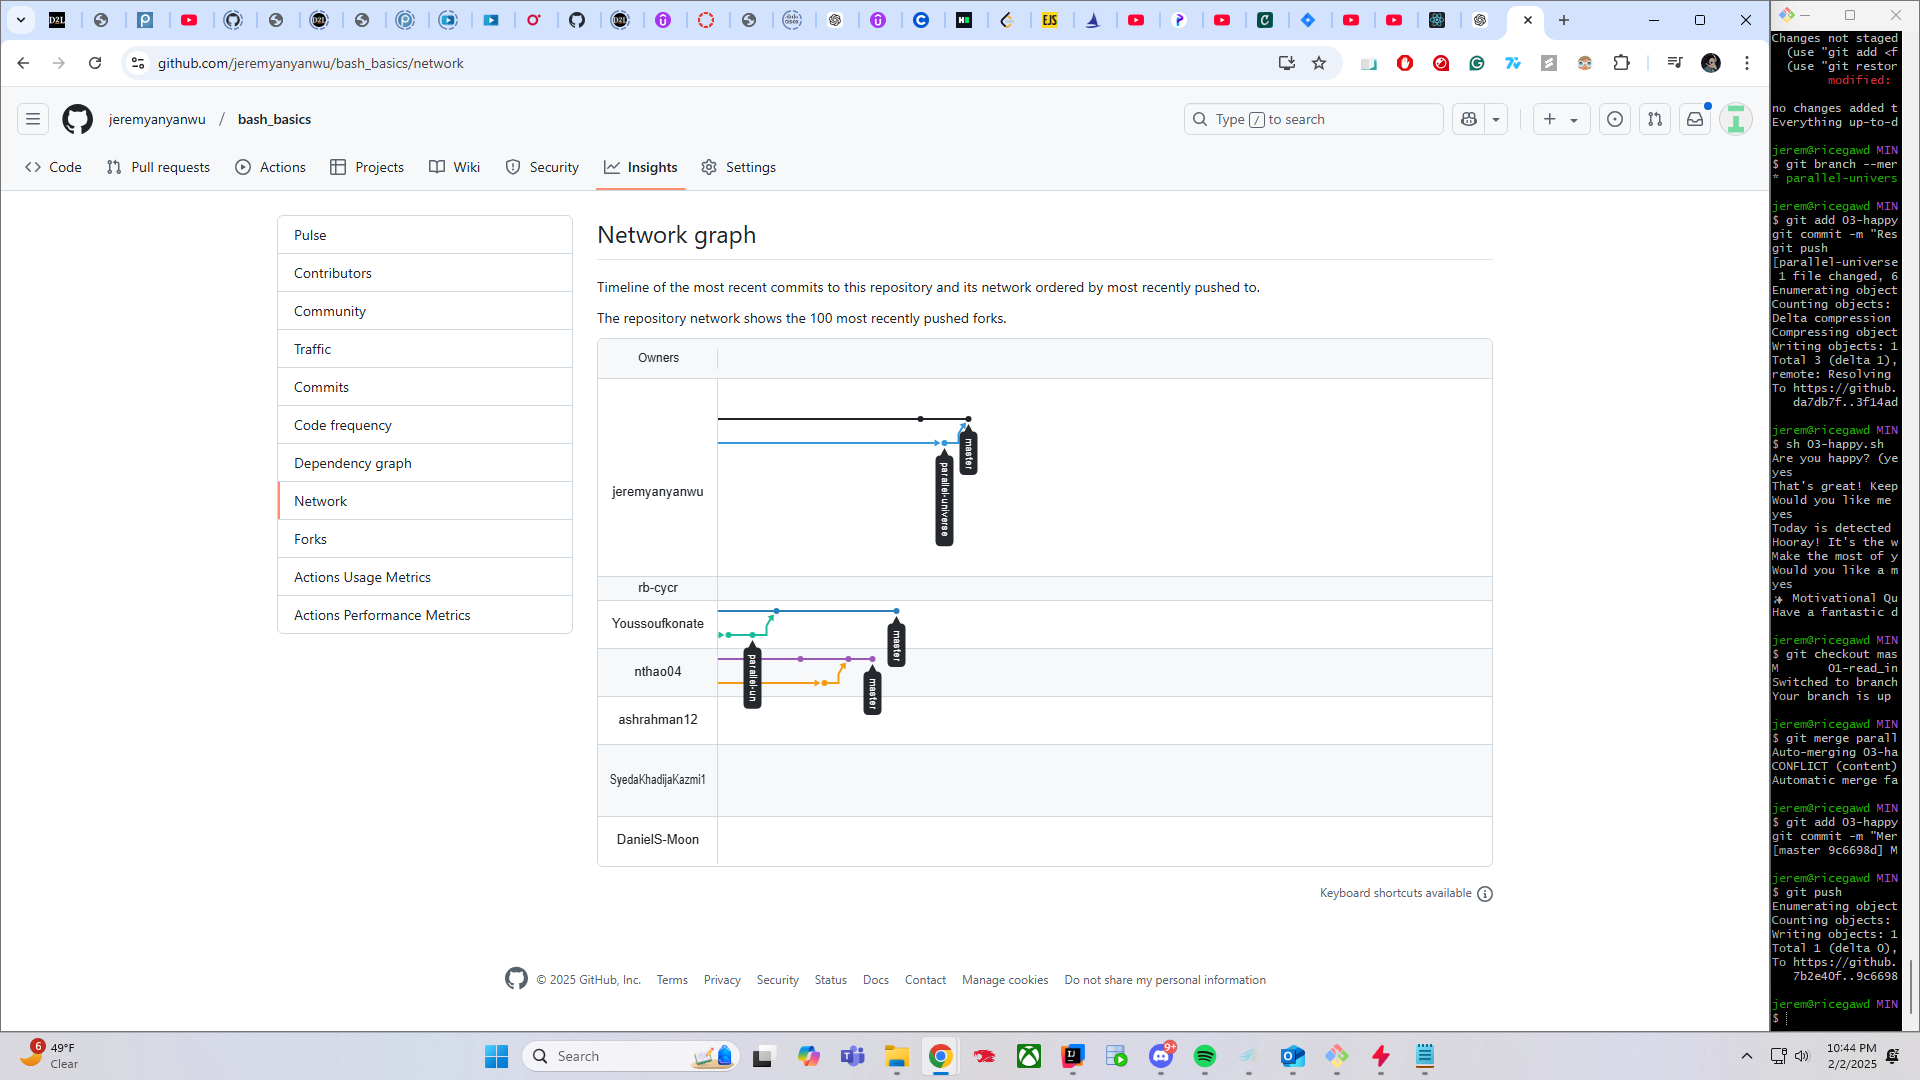 github.com/jeremyanyanwu/bash_basics/network
jeremyanyanwu / bash_basics
Type / to search
Code
Pull requests
Actions
Projects
Wiki
Security
Insights
Settings
Pulse
Contributors
Community
Traffic
Commits
Code frequency
Dependency graph
Network
Forks
Actions Usage Metrics
Actions Performance Metrics
Network graph
Timeline of the most recent commits to this repository and its network ordered by most recently pushed to.
The repository network shows the 100 most recently pushed forks.
Owners
jeremyanyanwu
master
parallel-universe
rb-cycr
Youssoufkonate
master
parallel-un
nthao04
master
ashrahman12
SyedaKhadijaKazmi1
DanielS-Moon
Keyboard shortcuts available
© 2025 GitHub, Inc. Terms Privacy Security Status Docs Contact Manage cookies Do not share my personal information
Changes not staged
(use "git add <f
(use "git restor
modified:
no changes added t
Everything up-to-d
jerem@ricegawd MIN
$ git branch --mer
* parallel-univers
jerem@ricegawd MIN
$ git add 03-happy
git commit -m "Res
git push
[parallel-universe
1 file changed, 6
Enumerating object
Counting objects:
Delta compression
Compressing object
Writing objects: 1
Total 3 (delta 1),
remote: Resolving
To https://github.
da7db7f..3f14ad
jerem@ricegawd MIN
$ sh 03-happy.sh
Are you happy? (ye
yes
That's great! Keep
Would you like me
yes
Today is detected
Hooray! It's the w
Make the most of y
Would you like a m
yes
Motivational Qu
Have a fantastic d
jerem@ricegawd MIN
$ git checkout mas
M 01-read_in
Switched to branch
Your branch is up
jerem@ricegawd MIN
$ git merge parall
Auto-merging 03-ha
CONFLICT (content)
Automatic merge fa
jerem@ricegawd MIN
$ git add 03-happy
git commit -m "Mer
[master 9c6698d] M
jerem@ricegawd MIN
$ git push
Enumerating object
Counting objects:
Writing objects: 1
Total 1 (delta 0),
To https://github.
7b2e40f..9c6698
jerem@ricegawd MIN
$
6
49°F
Clear
Search
9+
10:44 PM
2/2/2025